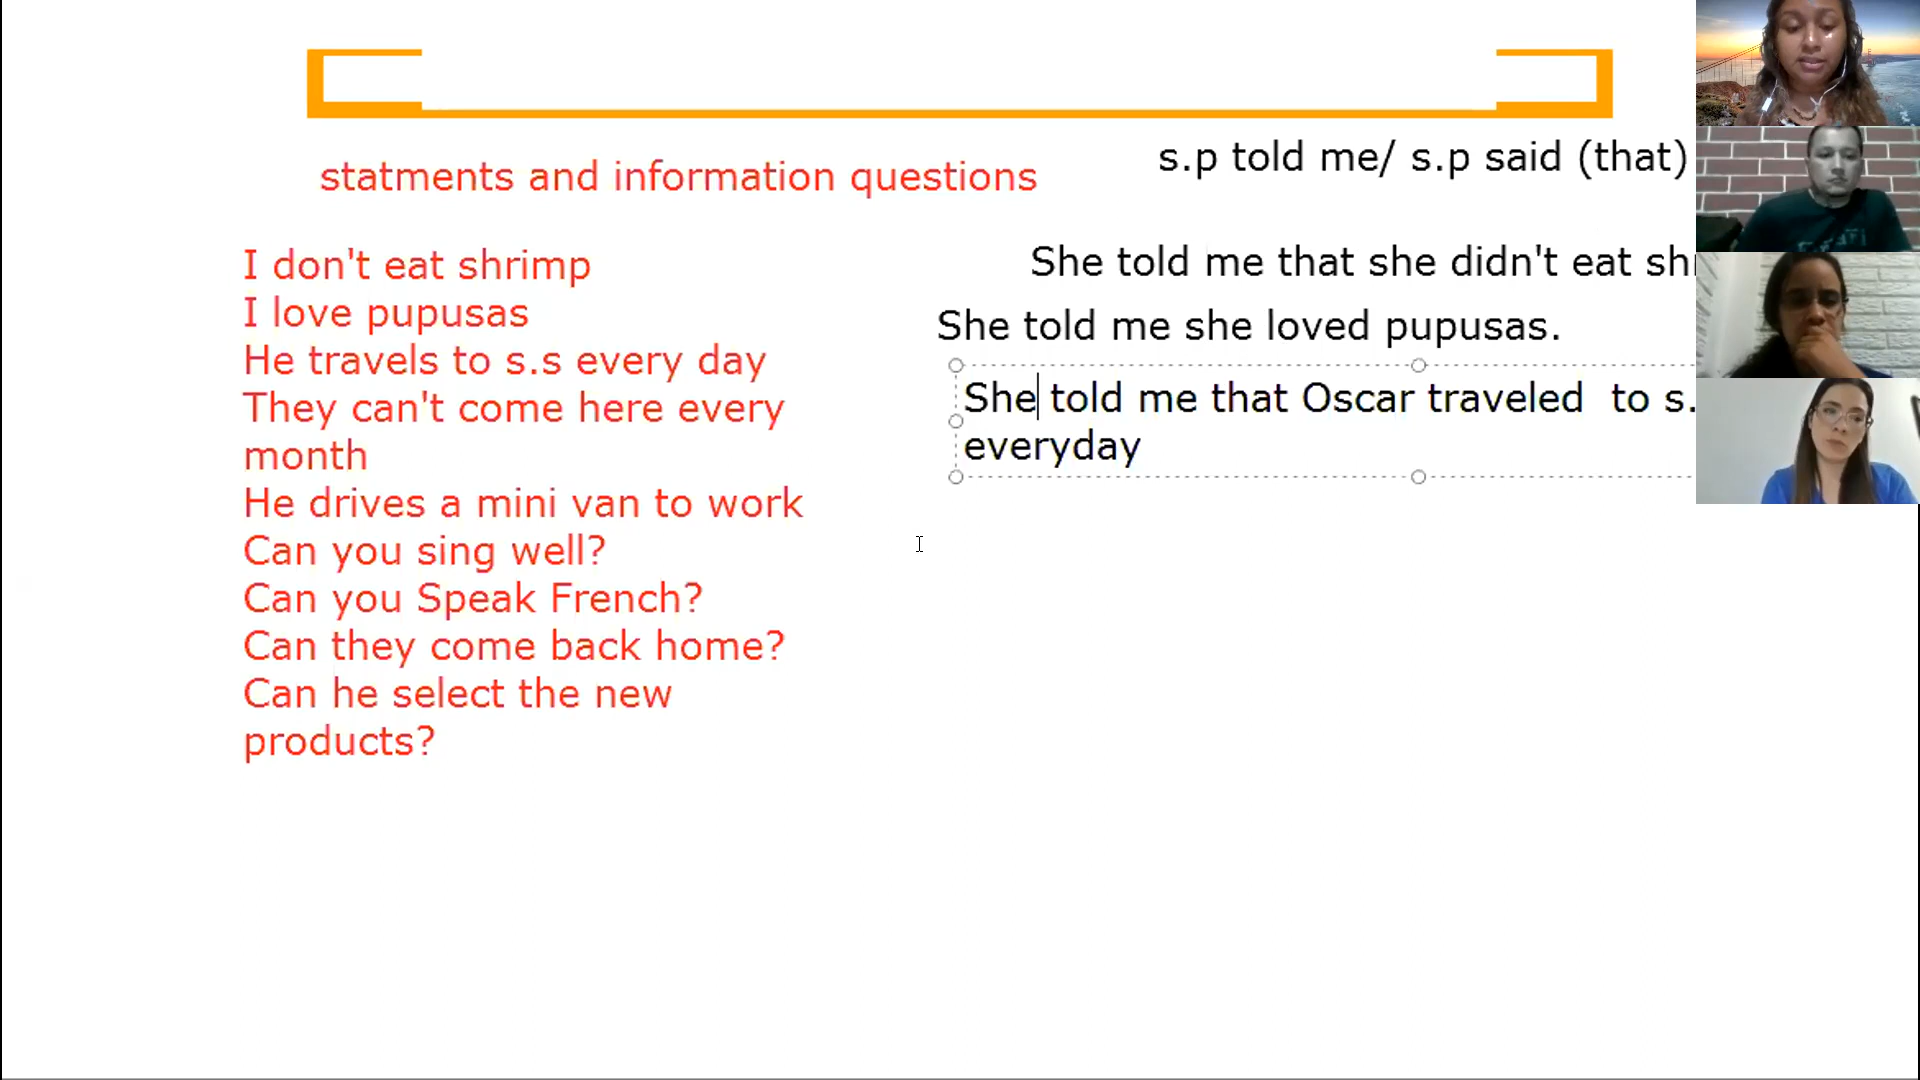 statments and information questions
s.p told me/ s.p said (that)
I don't eat shrimp
I love pupusas
He travels to s.s every day
They can't come here every
month
He drives a mini van to work
Can you sing well?
Can you Speak French?
Can they come back home?
Can he select the new
products?
She told me that she didn't eat
She told me she loved pupusas.
She told me that Oscar traveled  to s.
everyday